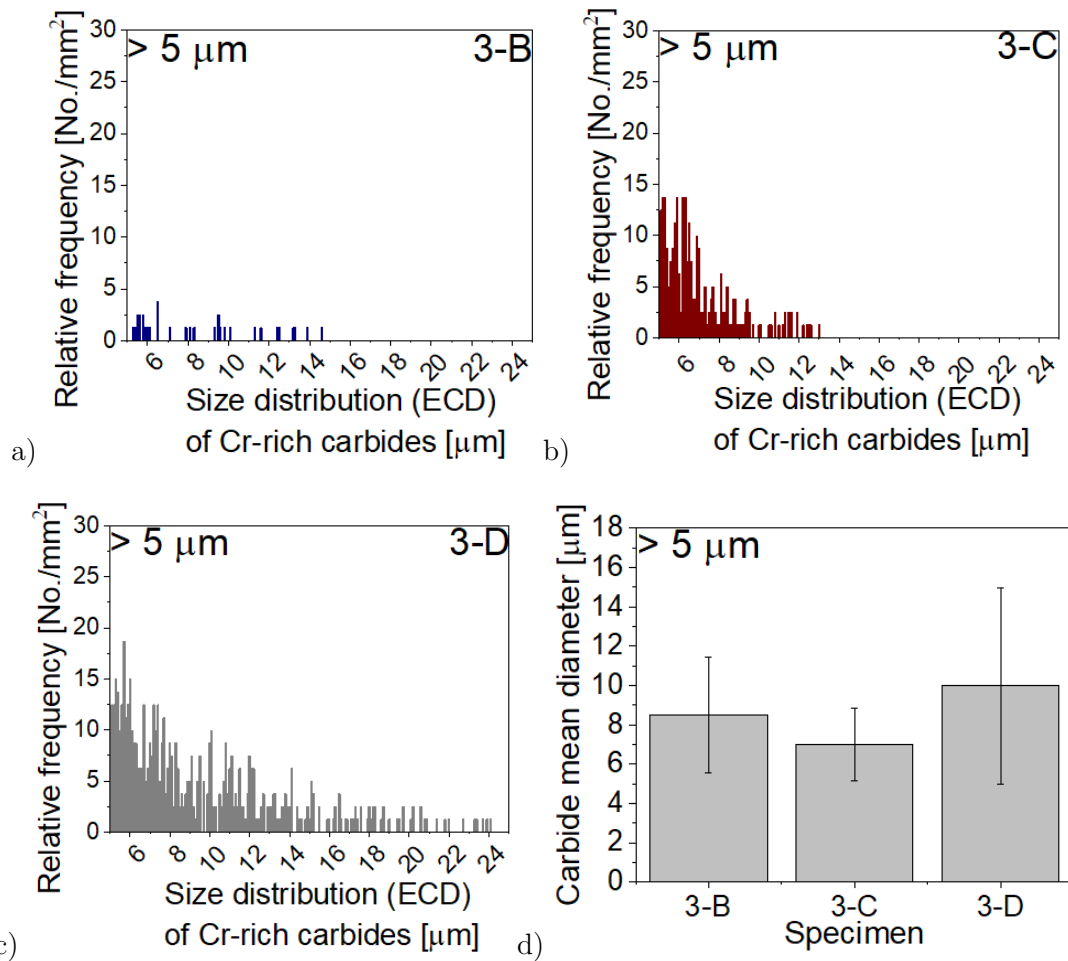 > 5 μm 3-B
30
25
20
15
10
5
0
Relative frequency [No./mm²]
6 8 10 12 14 16 18 20 22 24
Size distribution (ECD)
of Cr-rich carbides [μm]
a)
> 5 μm 3-C
30
25
20
15
10
5
0
Relative frequency [No./mm²]
6 8 10 12 14 16 18 20 22 24
Size distribution (ECD)
of Cr-rich carbides [μm]
b)
> 5 μm 3-D
30
25
20
15
10
5
0
Relative frequency [No./mm²]
6 8 10 12 14 16 18 20 22 24
Size distribution (ECD)
of Cr-rich carbides [μm]
c)
> 5 μm
18
16
14
12
10
8
6
4
2
0
Carbide mean diameter [μm]
3-B 3-C 3-D
Specimen
d)